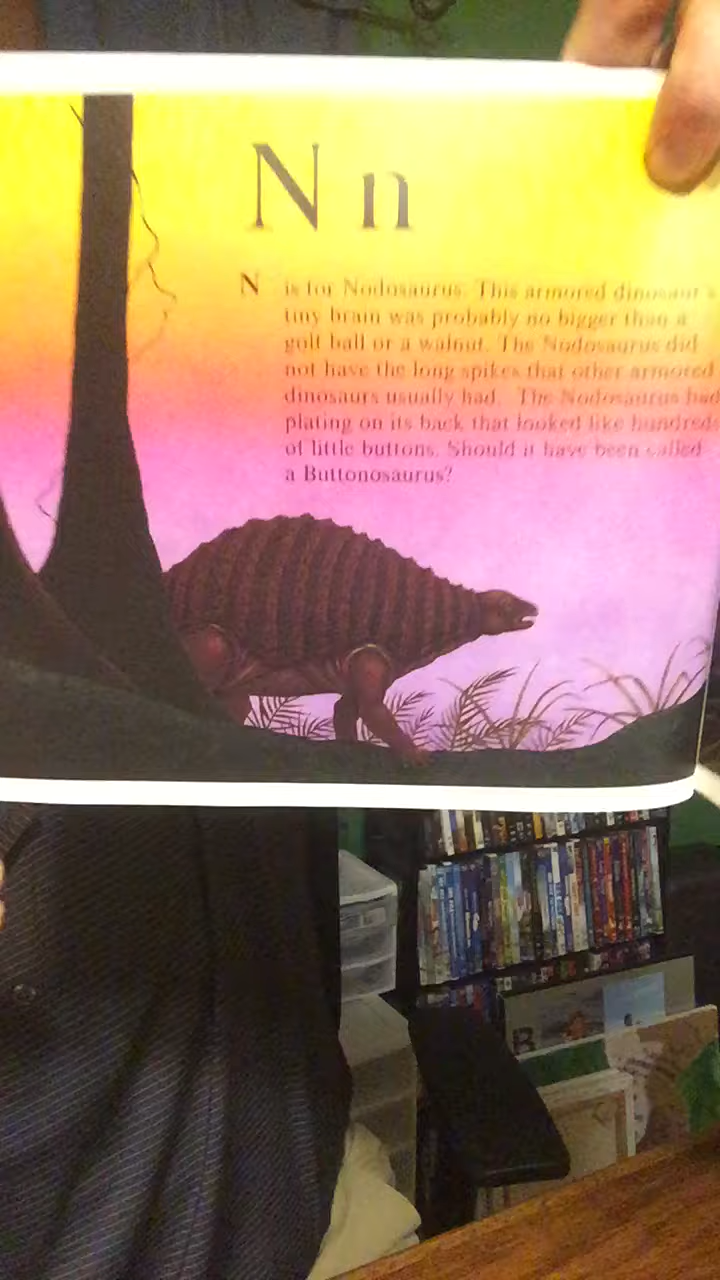 N n
N is for Nodosaurus. This armored dinosaur's
tiny brain was probably no bigger than a
golf ball or a walnut. The Nodosaurus did
not have the long spikes that other armored
dinosaurs usually had. The Nodosaurus had
plating on its back that looked like hundreds
of little buttons. Should it have been called
a Buttonosaurus?